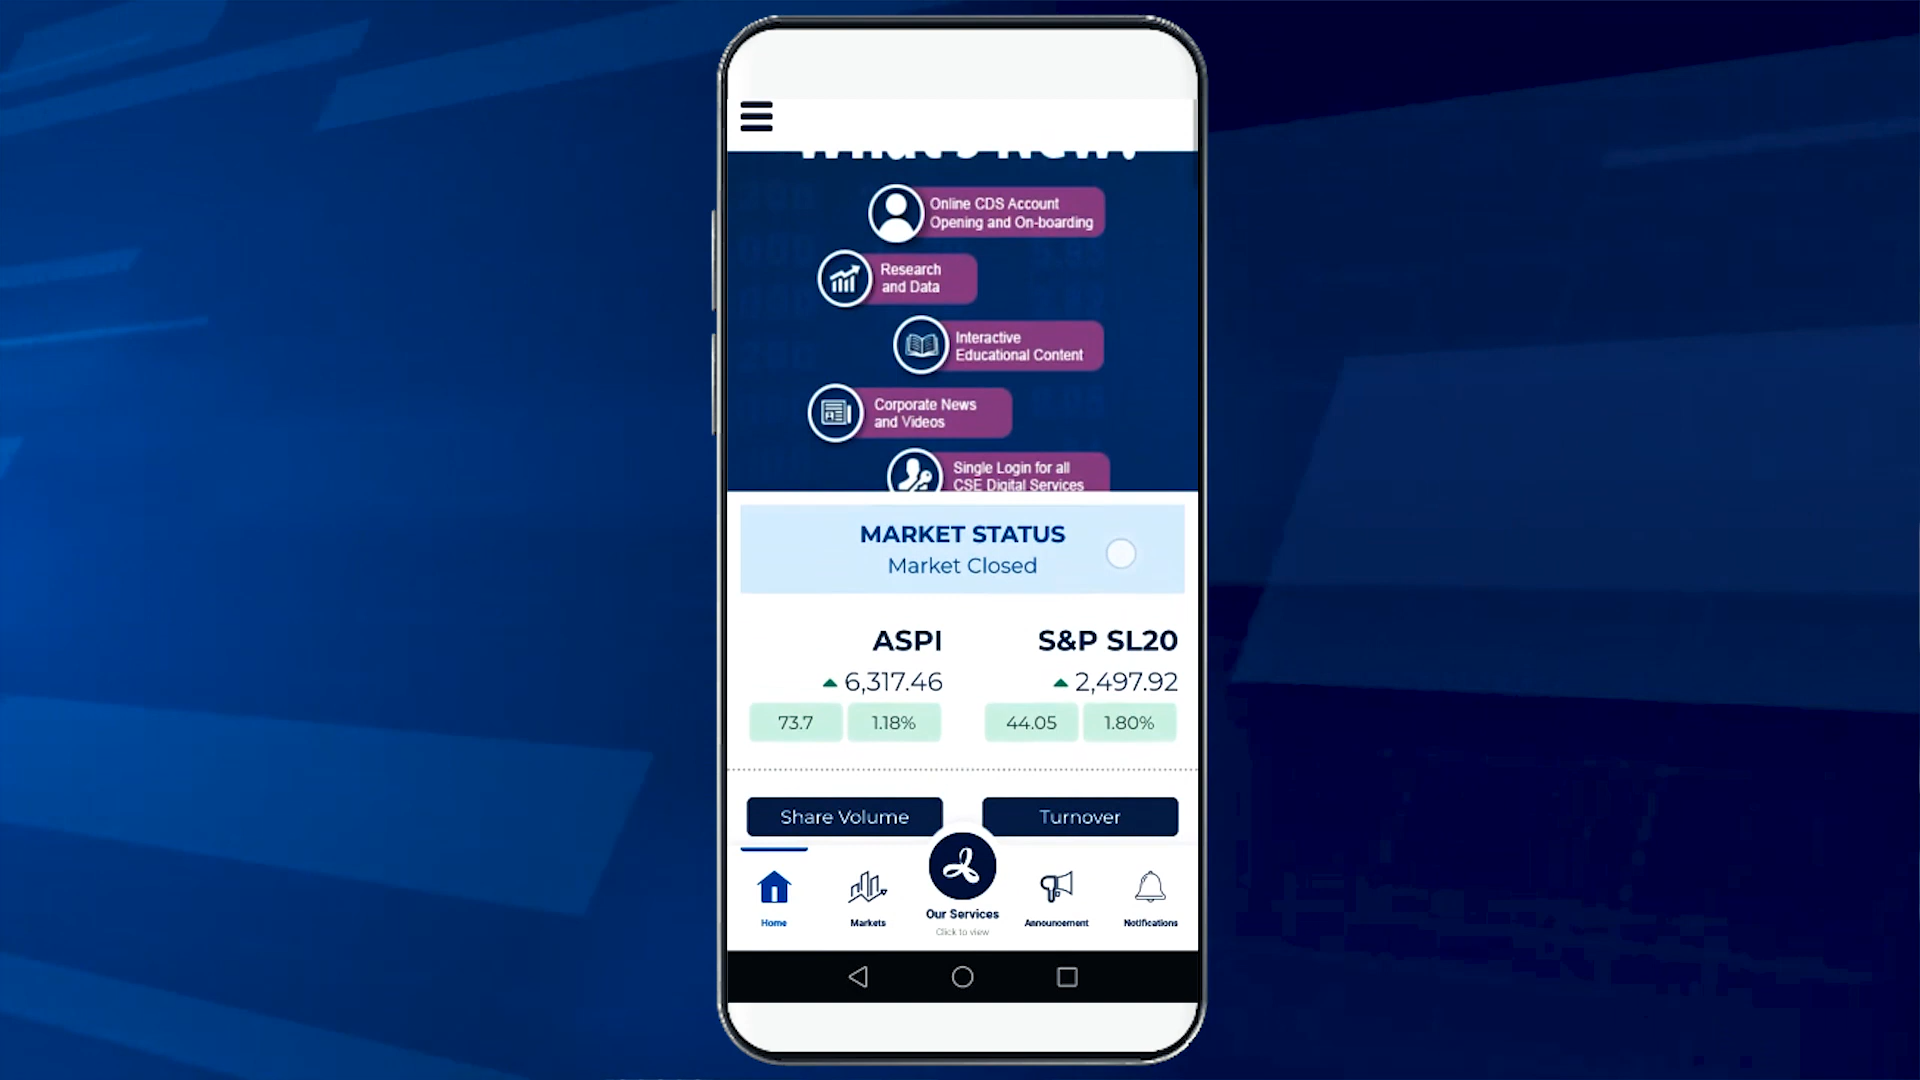 What's New?
Online CDS Account
Opening and On-boarding
Research
and Data
Interactive
Educational Content
Corporate News
and Videos
Single Login for all
CSE Digital Services
MARKET STATUS
Market Closed
ASPI
S&P SL20
6,317.46
2,497.92
73.7
1.18%
44.05
1.80%
Share Volume
Turnover
Home
Markets
Our Services
Click to view
Announcement
Notifications